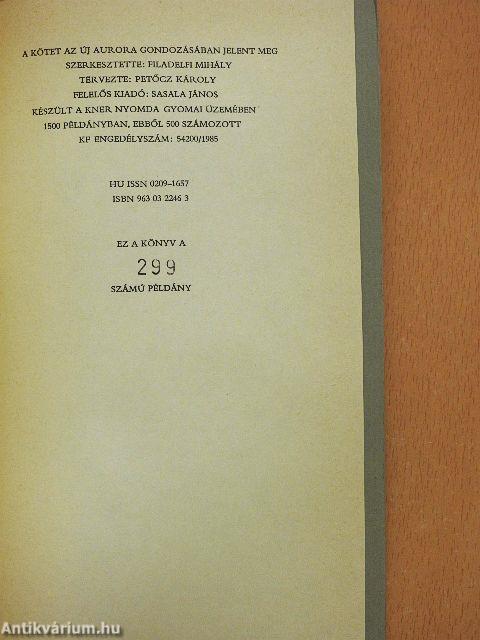 A KÖTET AZ ÚJ AURORA GONDOZÁSÁBAN JELENT MEG
SZERKESZTETTE: FILADELFI MIHÁLY
TERVEZTE: PETŐCZ KÁROLY
FELELŐS KIADÓ: SASALA JÁNOS
KÉSZÜLT A KNER NYOMDA GYOMAI ÜZEMÉBEN
1500 PÉLDÁNYBAN, EBBŐL 500 SZÁMOZOTT
KF ENGEDÉLYSZÁM: 54200/1985
HU ISSN 0209–1657
ISBN 963 03 2246 3
EZ A KÖNYV A
299
SZÁMÚ PÉLDÁNY
Antikvárium.hu